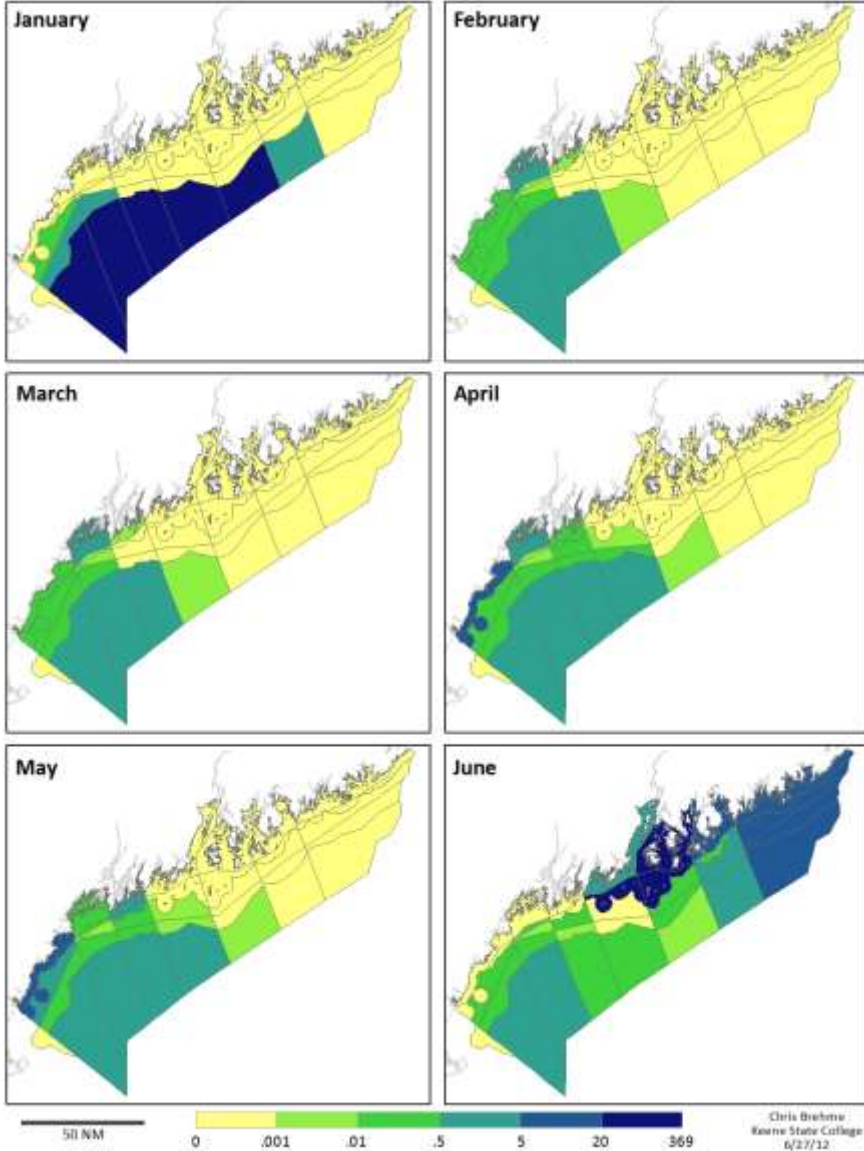 January
February
March
April
May
June
50 NM
0 .001 .01 .5 5 20 369
Chris Brehme
Keene State College
6/27/12